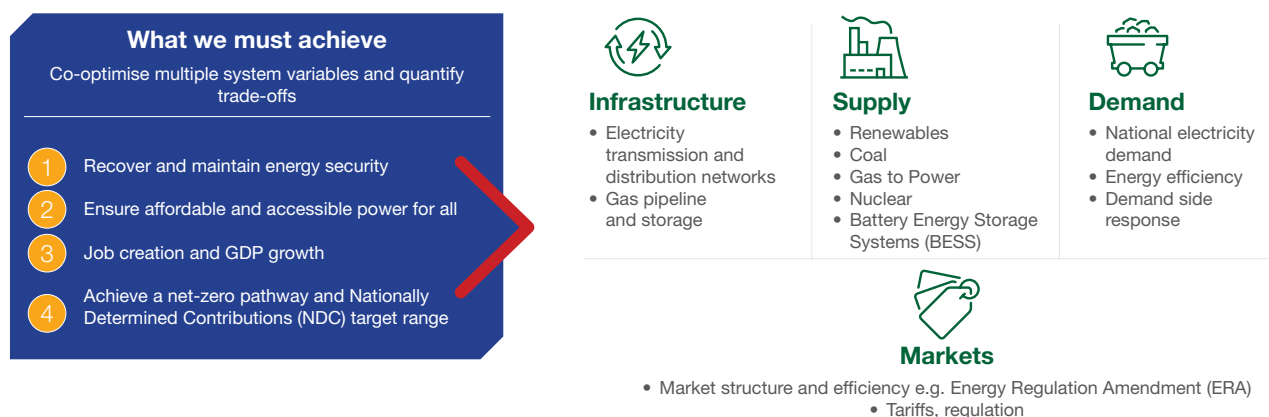 What we must achieve
Co-optimise multiple system variables and quantify
trade-offs
1 Recover and maintain energy security
2 Ensure affordable and accessible power for all
3 Job creation and GDP growth
4 Achieve a net-zero pathway and Nationally
Determined Contributions (NDC) target range
Infrastructure
• Electricity
transmission and
distribution networks
• Gas pipeline
and storage
Supply
• Renewables
• Coal
• Gas to Power
• Nuclear
• Battery Energy Storage
Systems (BESS)
Demand
• National electricity
demand
• Energy efficiency
• Demand side
response
Markets
• Market structure and efficiency e.g. Energy Regulation Amendment (ERA)
• Tariffs, regulation